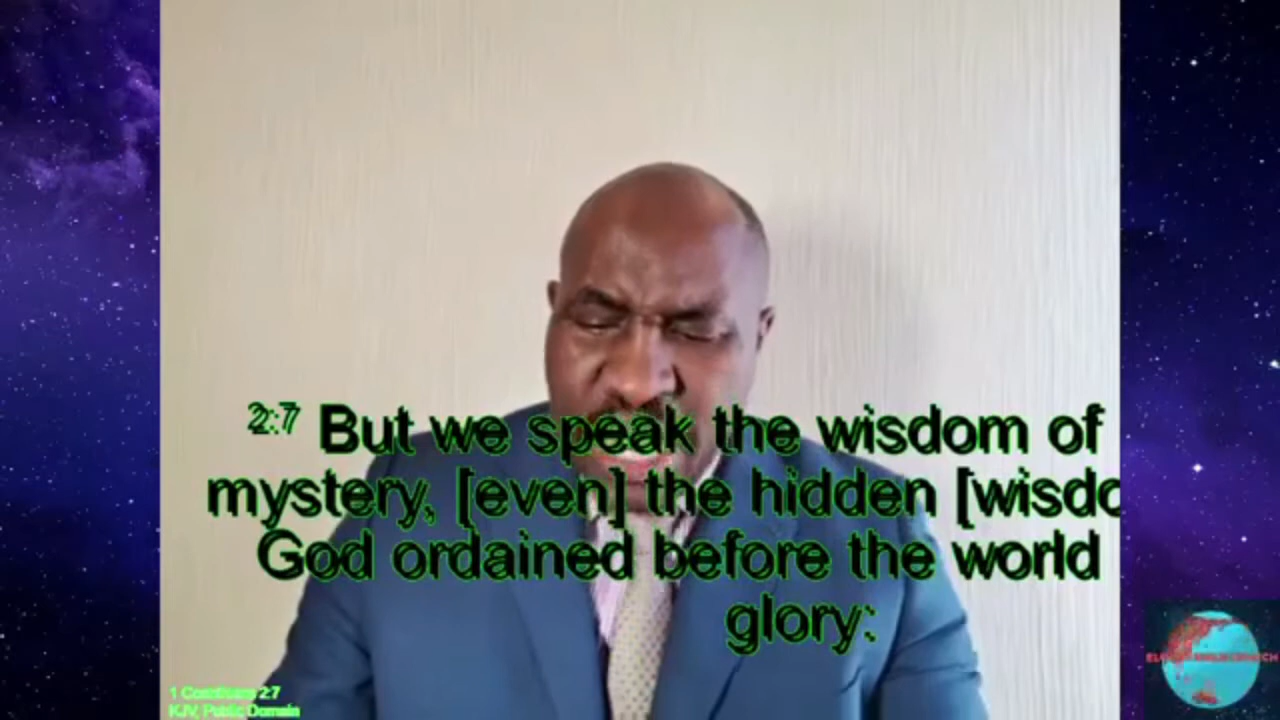 2:7 But we speak the wisdom of
mystery, [even] the hidden [wisdo
God ordained before the world
glory:
1 Corinthians 2:7
KJV, Public Domain